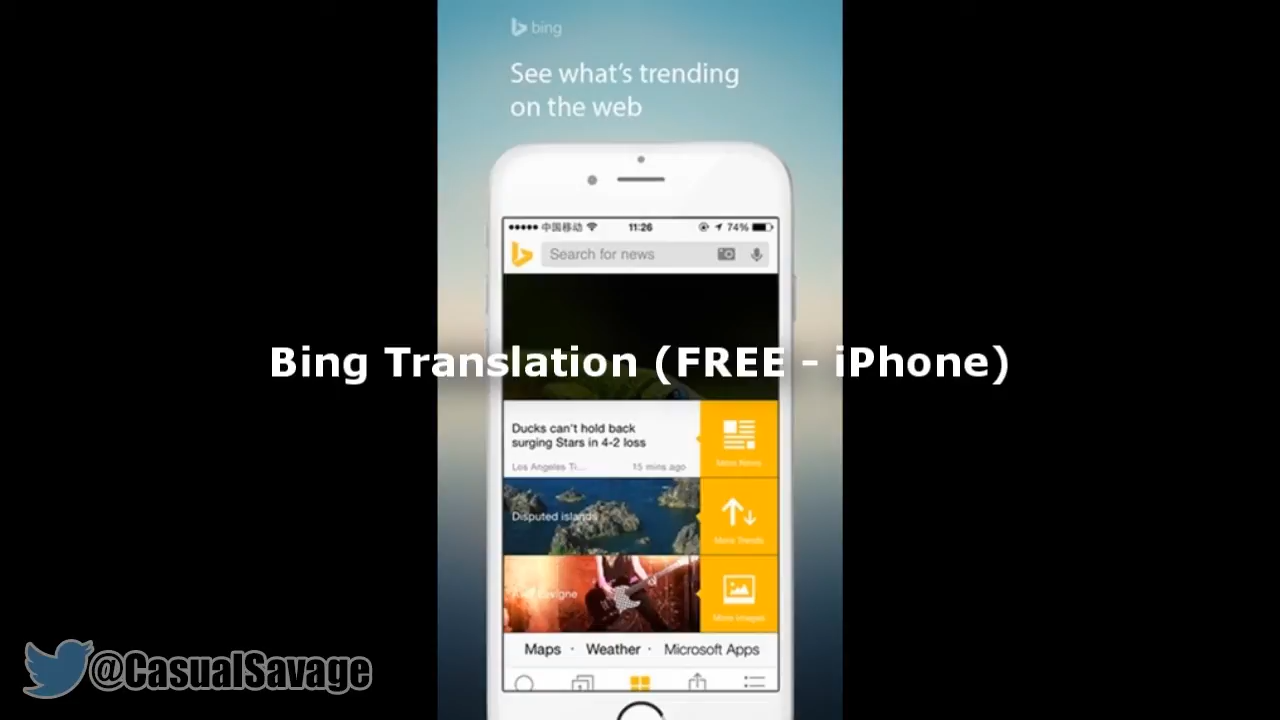 bing
See what's trending
on the web
中国移动 11:26 74%
Search for news
Bing Translation (FREE - iPhone)
Ducks can't hold back
surging Stars in 4-2 loss
Los Angeles Ti... 15 mins ago
More News
Disputed islands
More Trends
Avril Lavigne
More Images
Maps · Weather · Microsoft Apps
@CasualSavage